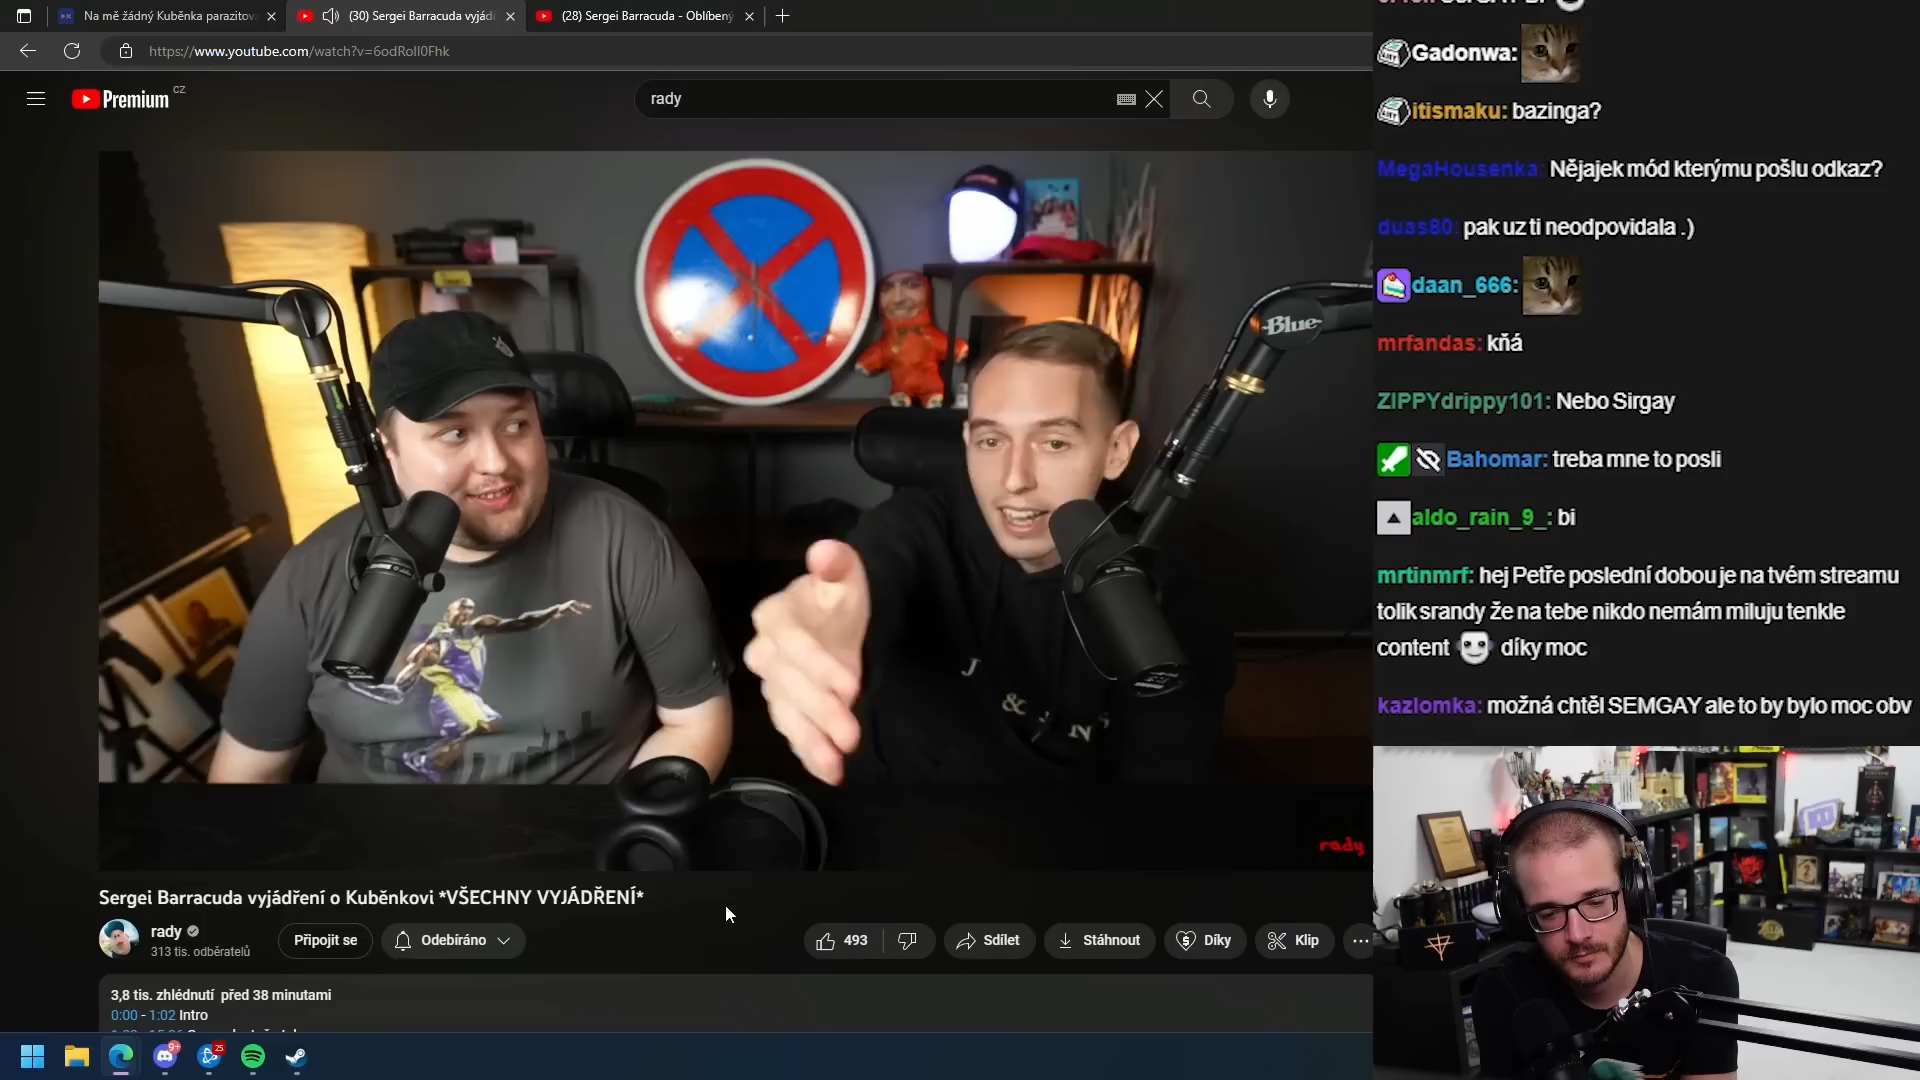 Na mě žádný Kuběnka parazitova
(30) Sergei Barracuda vyjádř
(28) Sergei Barracuda - Oblíbený
https://www.youtube.com/watch?v=6odRoll0Fhk
Premium CZ
rady
Blue
J
&
NS
rady
Sergei Barracuda vyjádření o Kuběnkovi *VŠECHNY VYJÁDŘENÍ*
rady
313 tis. odběratelů
Připojit se
Odebíráno
493
Sdílet
Stáhnout
Díky
Klip
3,8 tis. zhlédnutí před 38 minutami
0:00 - 1:02 Intro
9+
25
Gadonwa:
itismaku: bazinga?
MegaHousenka: Nějajek mód kterýmu pošlu odkaz?
duas80: pak uz ti neodpovidala .)
daan_666:
mrfandas: kňá
ZIPPYdrippy101: Nebo Sirgay
Bahomar: treba mne to posli
aldo_rain_9_: bi
mrtinmrf: hej Petře poslední dobou je na tvém streamu
tolik srandy že na tebe nikdo nemám miluju tenkle
content díky moc
kazlomka: možná chtěl SEMGAY ale to by bylo moc obv